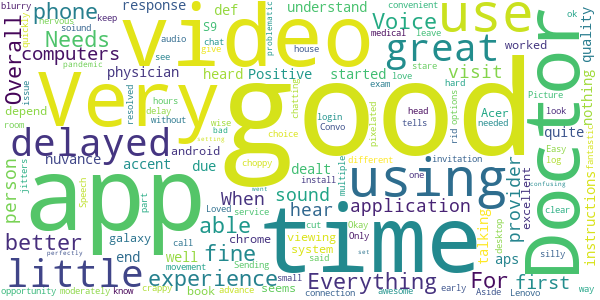 blurry
nervous
keep
phone
response
def
understand
Voice
use
convenient
ok
Needs
soiund
quickly
audio
S9
chat
give
house
medical
leave
problematic
Overall
computers
pandemic
issue
see
video
great
worked
quality
physician
heard
Positive
started
love
stare
exam
hard
visit
nothing
depend
room
resolved
hours
delay
without
wise
bad
chatting
choice
login
Convo
pixelated
head
tells
Acer
needed
rid
options
Picture
look
Doctor
Very
good
nuvance
android
quite
delayed
accent
due
choppy
different
invitation
Easy
log
fantastic
instructions
setting
person
jitters
Speech
app
part
When
dealt
install
multiple
using
one
provider
excellent
confusing
sound
application
able
hear
time
service
Loved
went
cut
Okay
Only
talking
clear
better
galaxy
chrome
viewing
system
Everything
desktop
aps
silly
end
call
well
fine
Sending
said
set
For
first
way
little
movement
experience
seems
small
connection
awesome
early
opportunity
moderately
know
crappy
perfectly
book
advance
Aside
Lenovo